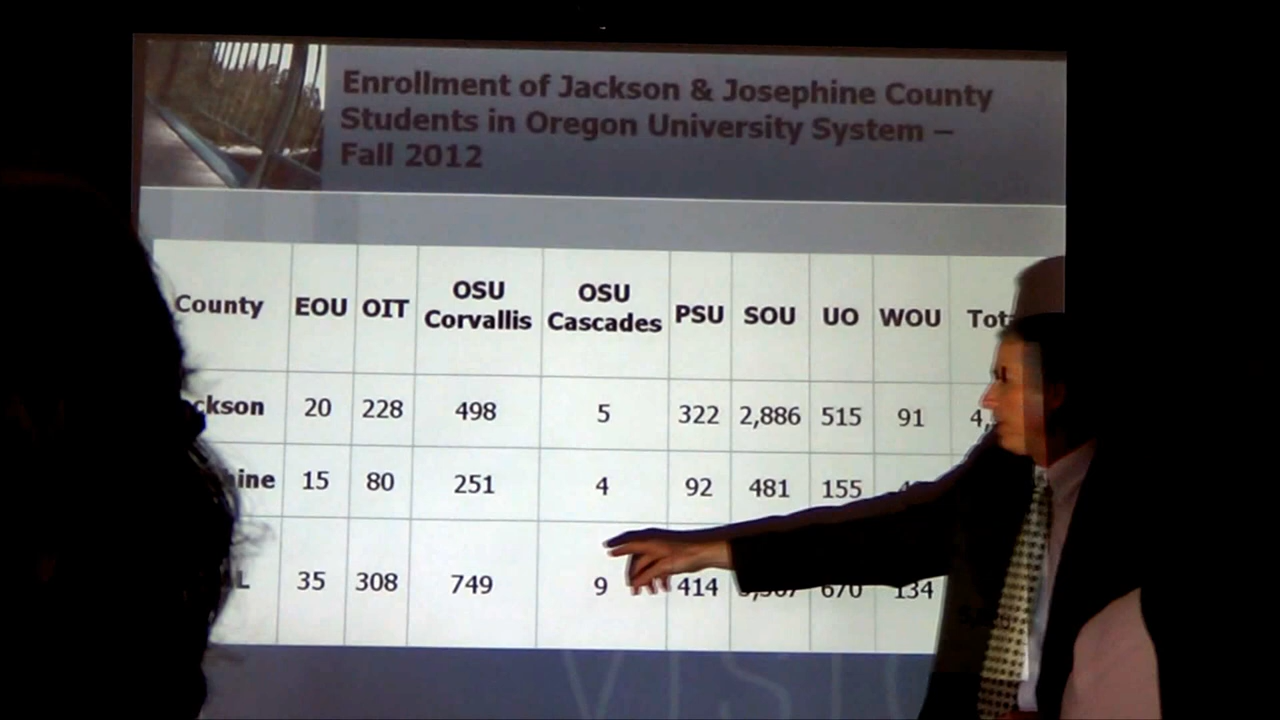 Enrollment of Jackson & Josephine County
Students in Oregon University System –
Fall 2012
County EOU OIT OSU Corvallis OSU Cascades PSU SOU UO WOU
20 228 498 5 322 2,886 515 91
15 80 251 4 92 481 155
35 308 749 9 414 670 134